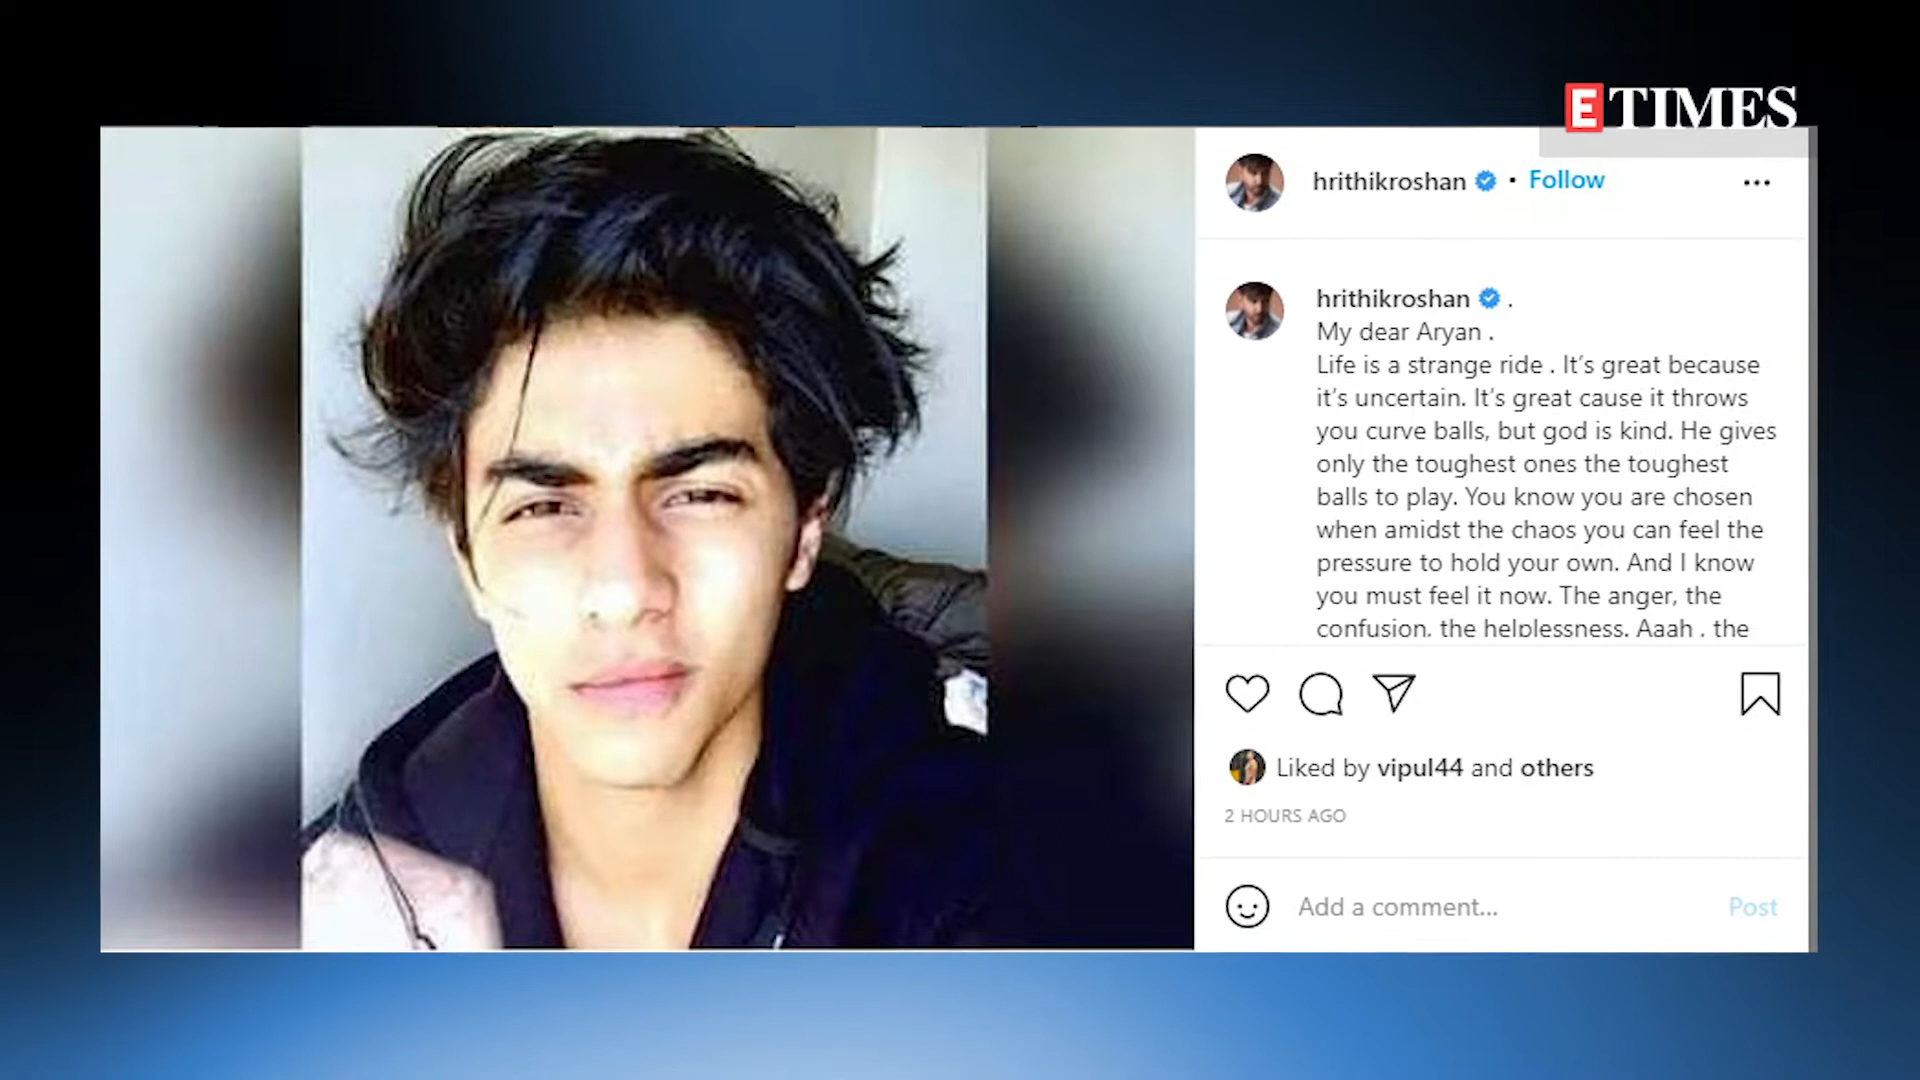 E TIMES
hrithikroshan • Follow
hrithikroshan .
My dear Aryan .
Life is a strange ride . It’s great because
it’s uncertain. It’s great cause it throws
you curve balls, but god is kind. He gives
only the toughest ones the toughest
balls to play. You know you are chosen
when amidst the chaos you can feel the
pressure to hold your own. And I know
you must feel it now. The anger, the
confusion, the helplessness. Aaah , the
Liked by vipul44 and others
2 HOURS AGO
Add a comment... Post